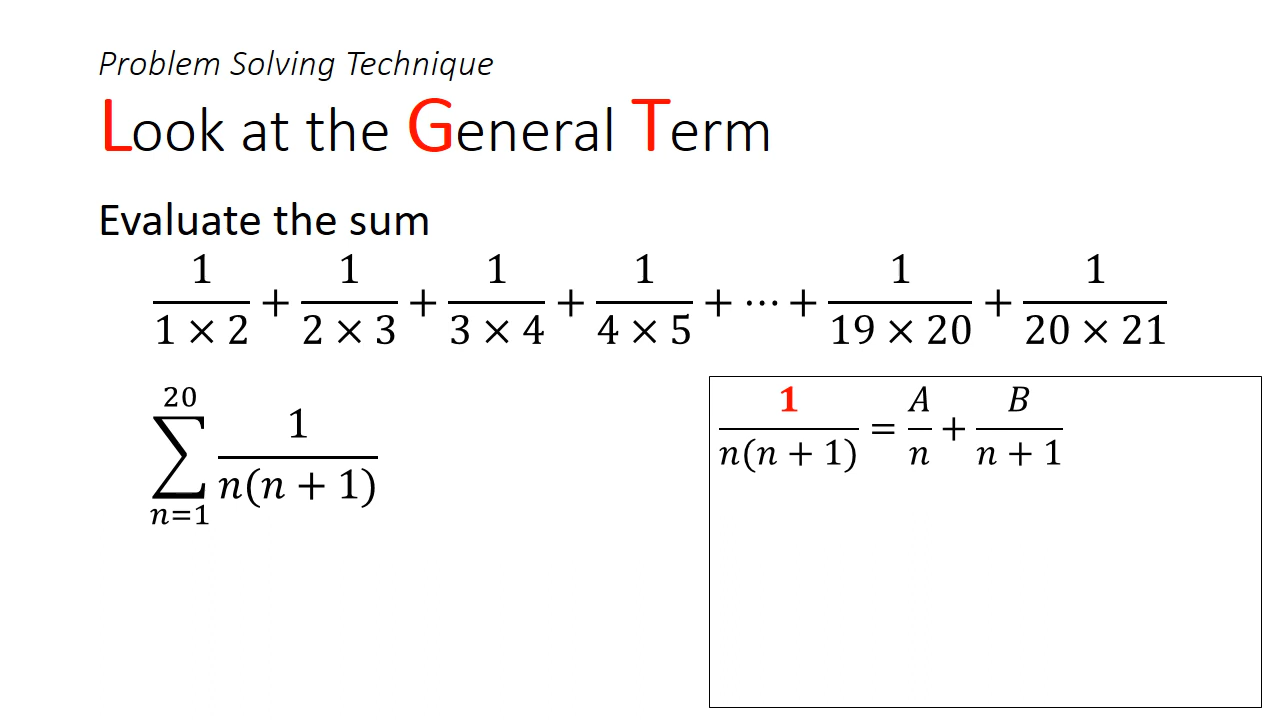 Problem Solving Technique
Look at the General Term
Evaluate the sum
1/(1 × 2) + 1/(2 × 3) + 1/(3 × 4) + 1/(4 × 5) + ⋯ + 1/(19 × 20) + 1/(20 × 21)
∑_{n=1}^{20} 1/(n(n + 1))
1/(n(n + 1)) = A/n + B/(n + 1)